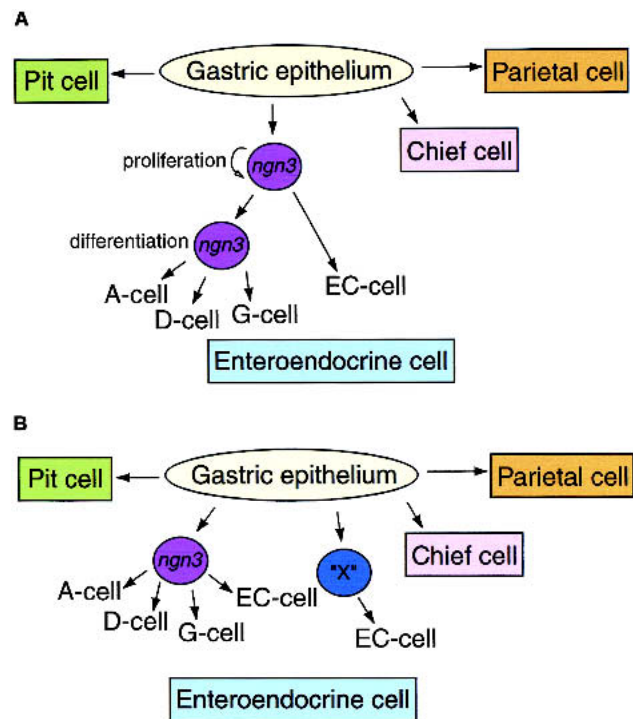 A
Pit cell
Gastric epithelium
Parietal cell
Chief cell
proliferation
ngn3
differentiation
ngn3
A-cell
D-cell
G-cell
EC-cell
Enteroendocrine cell
B
Pit cell
Gastric epithelium
Parietal cell
Chief cell
ngn3
"X"
A-cell
D-cell
G-cell
EC-cell
EC-cell
Enteroendocrine cell